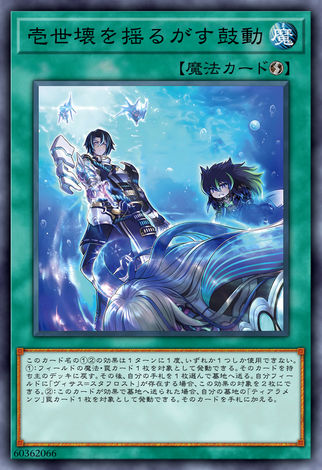 壱世壊を揺るがす鼓動
魔
【魔法カード】
このカード名の①②の効果は1ターンに1度、いずれか1つしか使用できない。
①:フィールドの魔法・罠カード1枚を対象として発動できる。そのカードを持
ち主のデッキに戻す。その後、自分の手札を1枚選んで墓地へ送る。自分フィー
ルドに「ヴィサス=スタフロスト」が存在する場合、この効果の対象を2枚にで
きる。②:このカードが効果で墓地へ送られた場合、自分の墓地の「ティアラメ
ンツ」罠カード1枚を対象として発動できる。そのカードを手札に加える。
60362066